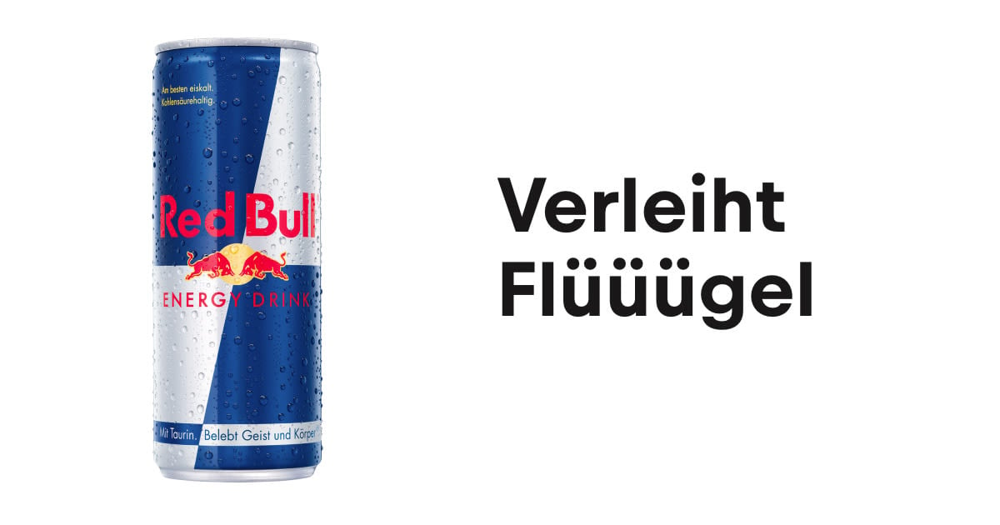 Am besten eiskalt.
Kohlensäurehaltig.
Red Bull
ENERGY DRINK
Mit Taurin. Belebt Geist und Körper
Verleiht
Flüüügel